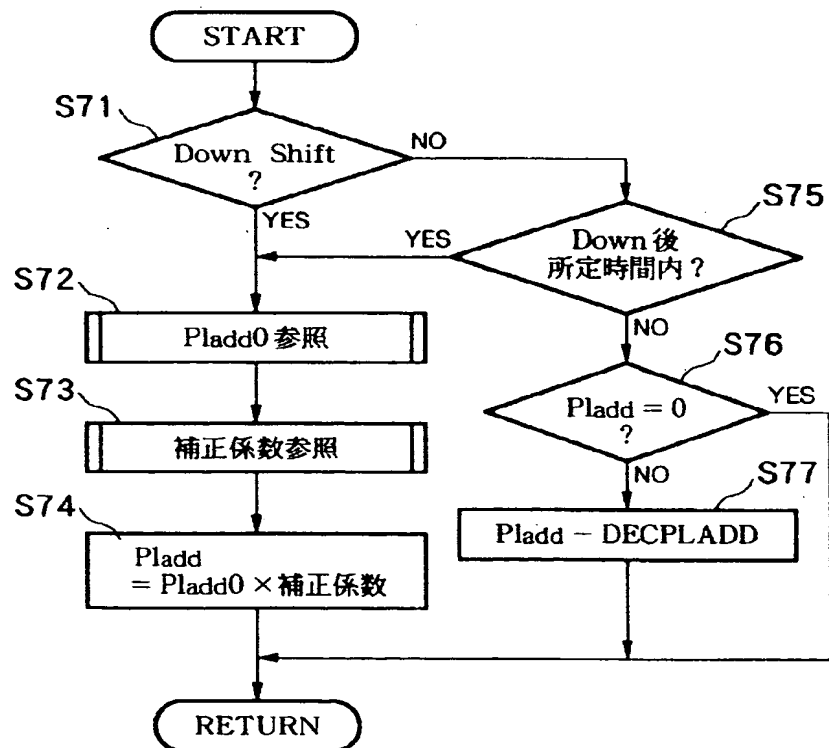 START
S71
Down Shift
?
NO
YES
S75
Down後
所定時間内?
YES
NO
S72
Pladd0参照
S73
補正係数参照
S74
Pladd
= Pladd0 × 補正係数
S76
Pladd = 0
?
YES
NO
S77
Pladd − DECPLADD
RETURN